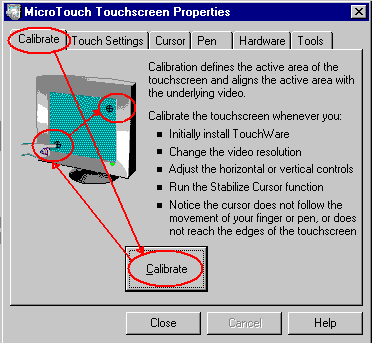 MicroTouch Touchscreen Properties
Calibrate Touch Settings Cursor Pen Hardware Tools
Calibration defines the active area of the
touchscreen and aligns the active area with
the underlying video.
Calibrate the touchscreen whenever you:
Initially install TouchWare
Change the video resolution
Adjust the horizontal or vertical controls
Run the Stabilize Cursor function
Notice the cursor does not follow the
movement of your finger or pen, or does
not reach the edges of the touchscreen
Calibrate
Close Cancel Help